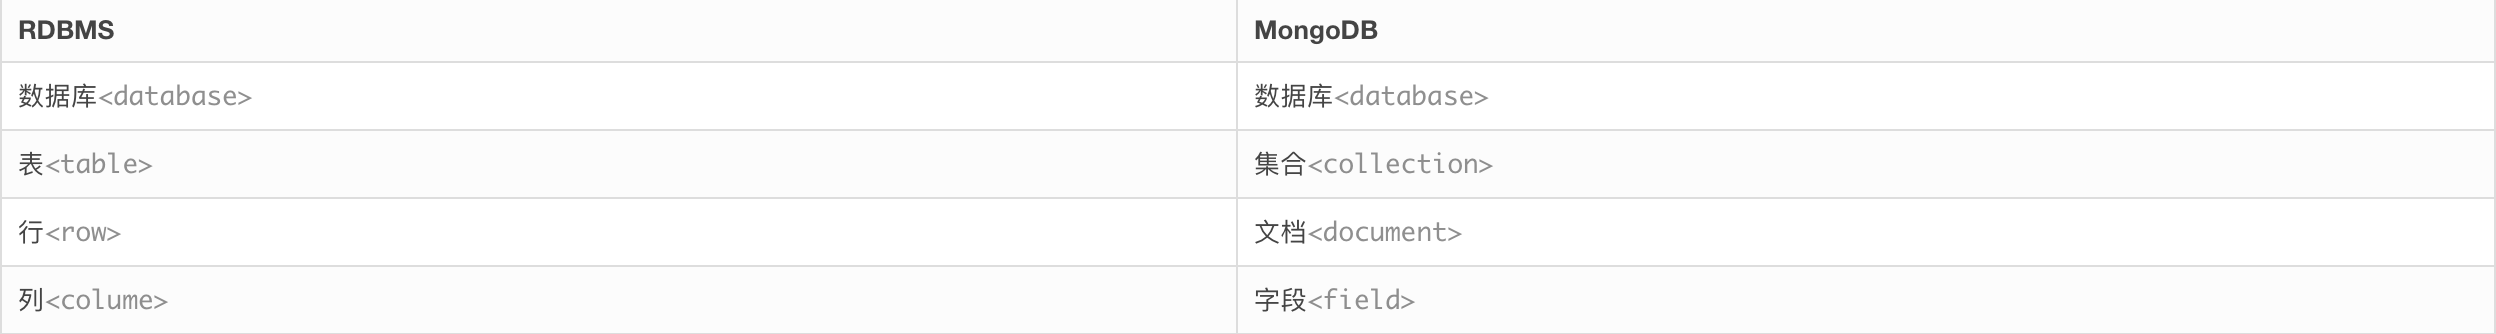 RDBMS MongoDB
数据库<database> 数据库<database>
表<table> 集合<collection>
行<row> 文档<document>
列<colume> 字段<field>